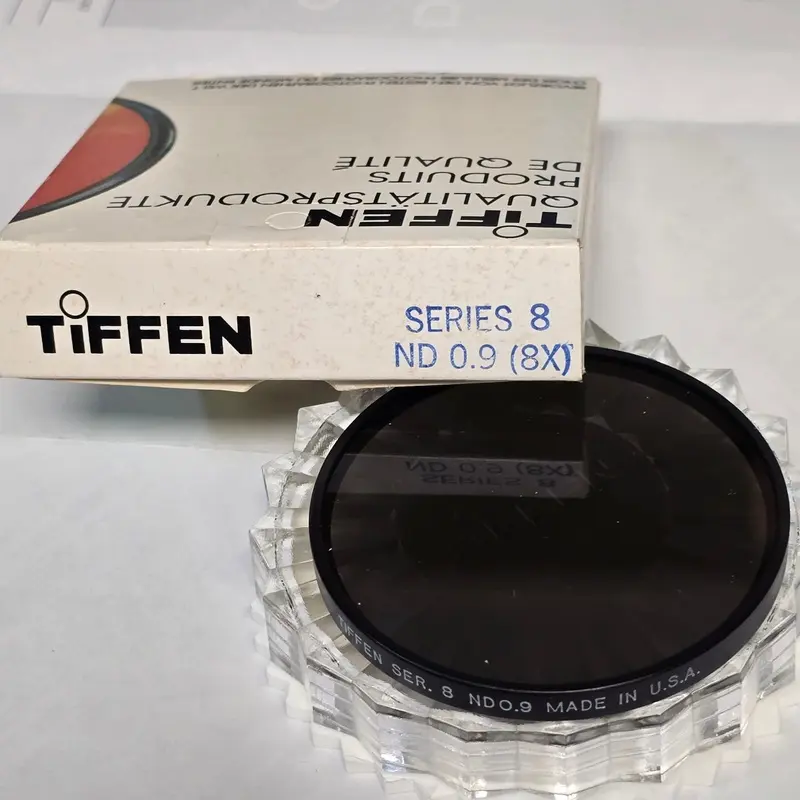 TIFFEN
QUALITÄTSPRODUKTE
PRODUITS
DE QUALITÉ
TIFFEN
SERIES 8
ND 0.9 (8X)
SERIES 8
ND 0.9 (8X)
TIFFEN SER. 8 ND0.9 MADE IN U.S.A.